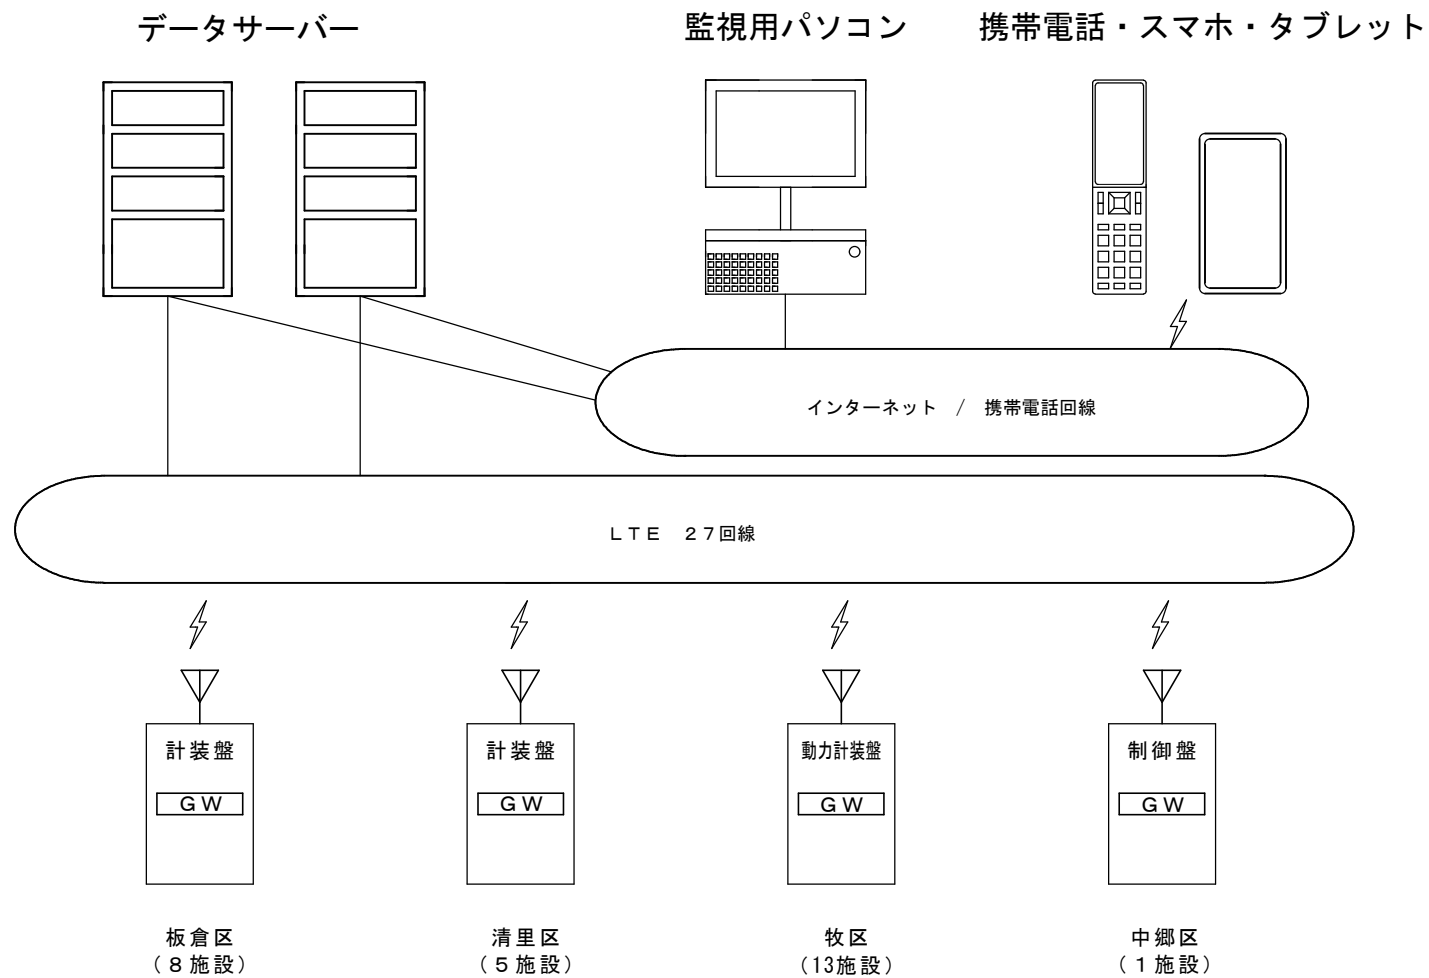 データサーバー
監視用パソコン
携帯電話・スマホ・タブレット
インターネット / 携帯電話回線
ＬＴＥ ２７回線
計装盤
計装盤
動力計装盤
制御盤
ＧＷ
ＧＷ
ＧＷ
ＧＷ
板倉区
（８施設）
清里区
（５施設）
牧区
（13施設）
中郷区
（１施設）